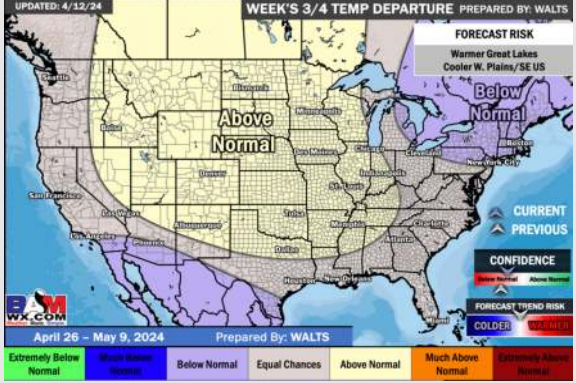 UPDATED: 4/12/24
WEEK'S 3/4 TEMP DEPARTURE PREPARED BY: WALTS
FORECAST RISK
Warmer Great Lakes
Cooler W. Plains/SE US
Seattle
Bismarck
Below
Normal
Minneapolis
Above
Normal
Boise
Boston
Des Moines
Chicago
Cleveland
New York City
Denver
Indianapolis
St. Louis
San Francisco
Las Vegas
Tulsa
Memphis
Charlotte
Albuquerque
Los Angeles
Phoenix
Atlanta
Dallas
CURRENT
PREVIOUS
Houston
New Orleans
Miami
CONFIDENCE
Below Normal
Above Normal
FORECAST TREND RISK
COLDER
WARMER
BAM
WX.COM
April 26 – May 9, 2024
Prepared By: WALTS
Extremely Below
Normal
Much Below
Normal
Below Normal
Equal Chances
Above Normal
Much Above
Normal
Extremely Above
Normal